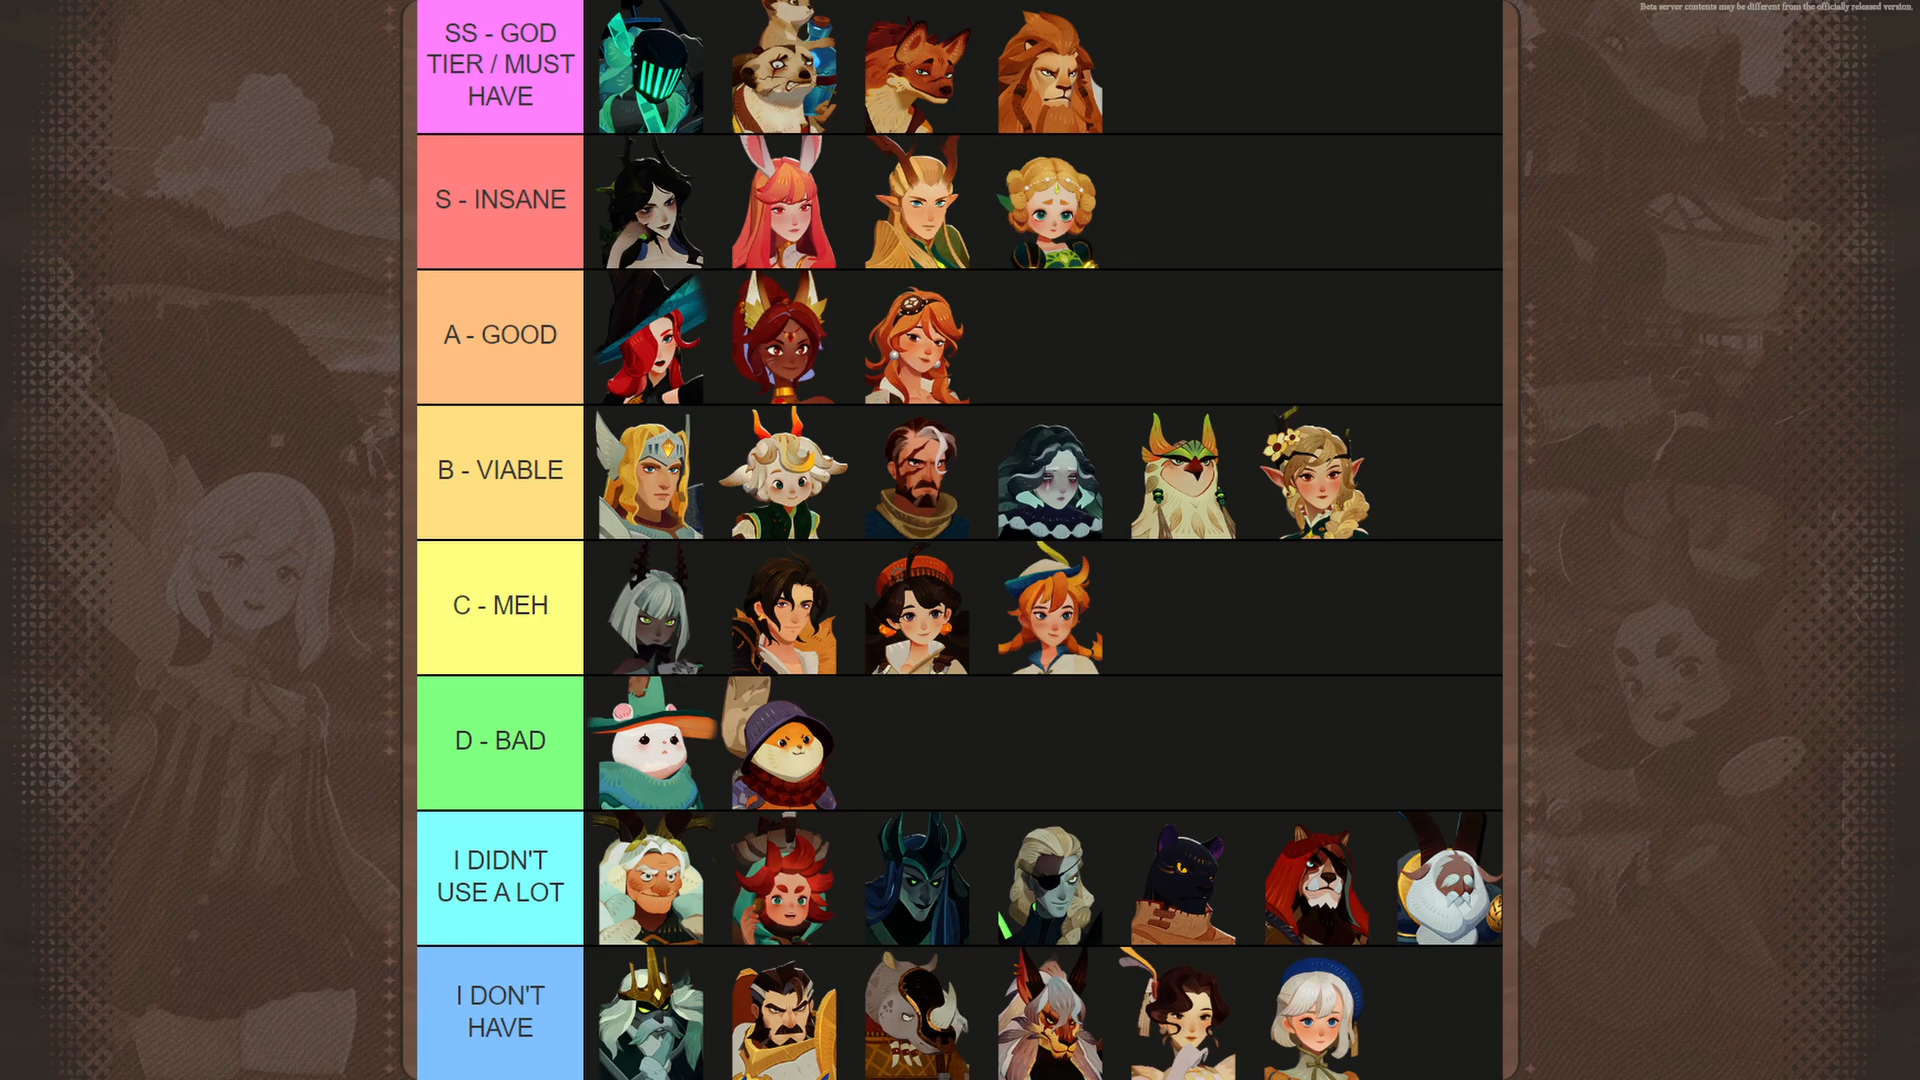 Beta server contents may be different from the officially released version.
SS - GOD
TIER / MUST
HAVE
S - INSANE
A - GOOD
B - VIABLE
C - MEH
D - BAD
I DIDN'T
USE A LOT
I DON'T
HAVE